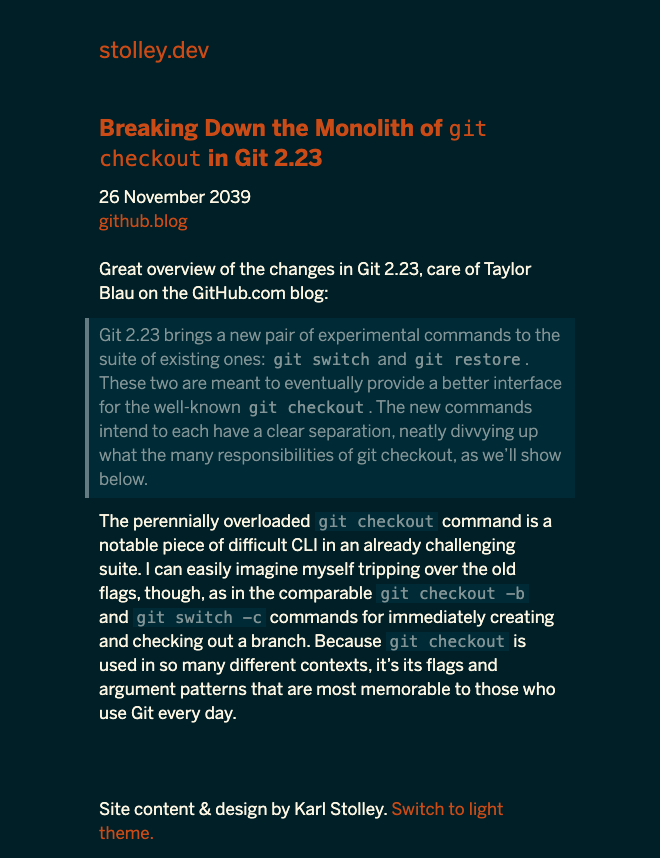 stolley.dev
Breaking Down the Monolith of git
checkout in Git 2.23
26 November 2039
github.blog
Great overview of the changes in Git 2.23, care of Taylor
Blau on the GitHub.com blog:
Git 2.23 brings a new pair of experimental commands to the
suite of existing ones: git switch and git restore.
These two are meant to eventually provide a better interface
for the well-known git checkout. The new commands
intend to each have a clear separation, neatly divvying up
what the many responsibilities of git checkout, as we’ll show
below.
The perennially overloaded git checkout command is a
notable piece of difficult CLI in an already challenging
suite. I can easily imagine myself tripping over the old
flags, though, as in the comparable git checkout -b
and git switch -c commands for immediately creating
and checking out a branch. Because git checkout is
used in so many different contexts, it’s its flags and
argument patterns that are most memorable to those who
use Git every day.
Site content & design by Karl Stolley. Switch to light
theme.